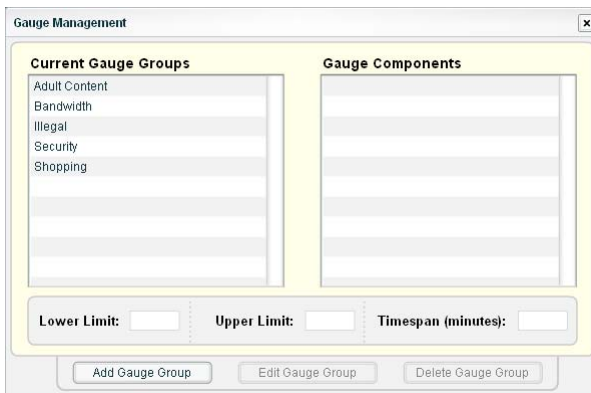 Gauge Management
Current Gauge Groups
Adult Content
Bandwidth
Illegal
Security
Shopping
Gauge Components
Lower Limit: Upper Limit: Timespan (minutes):
Add Gauge Group Edit Gauge Group Delete Gauge Group